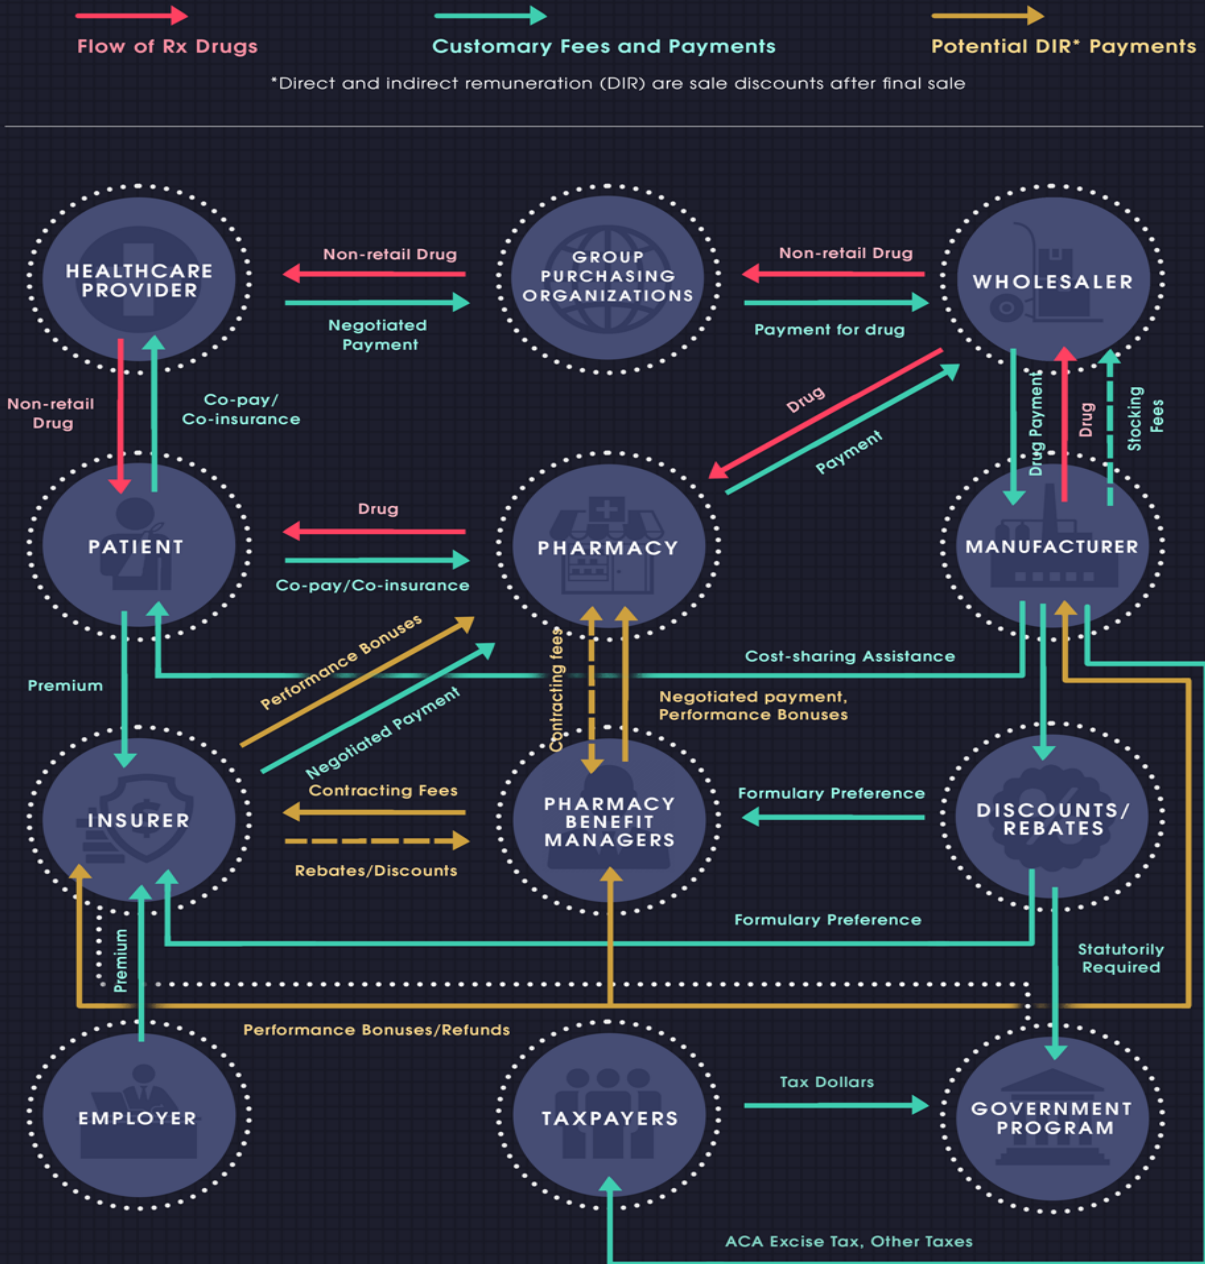 Flow of Rx Drugs
Customary Fees and Payments
Potential DIR* Payments
*Direct and indirect remuneration (DIR) are sale discounts after final sale
HEALTHCARE
PROVIDER
Non-retail Drug
Negotiated
Payment
GROUP
PURCHASING
ORGANIZATIONS
Non-retail Drug
Payment for drug
WHOLESALER
Non-retail
Drug
Co-pay/
Co-insurance
Drug
Payment
Drug Payment
Drug
Stocking
Fees
PATIENT
Drug
Co-pay/Co-insurance
PHARMACY
MANUFACTURER
Premium
Performance Bonuses
Negotiated Payment
Contracting fees
Cost-sharing Assistance
Negotiated payment,
Performance Bonuses
INSURER
Contracting Fees
Rebates/Discounts
PHARMACY
BENEFIT
MANAGERS
Formulary Preference
DISCOUNTS/
REBATES
Formulary Preference
Premium
Statutorily
Required
Performance Bonuses/Refunds
EMPLOYER
TAXPAYERS
Tax Dollars
GOVERNMENT
PROGRAM
ACA Excise Tax, Other Taxes